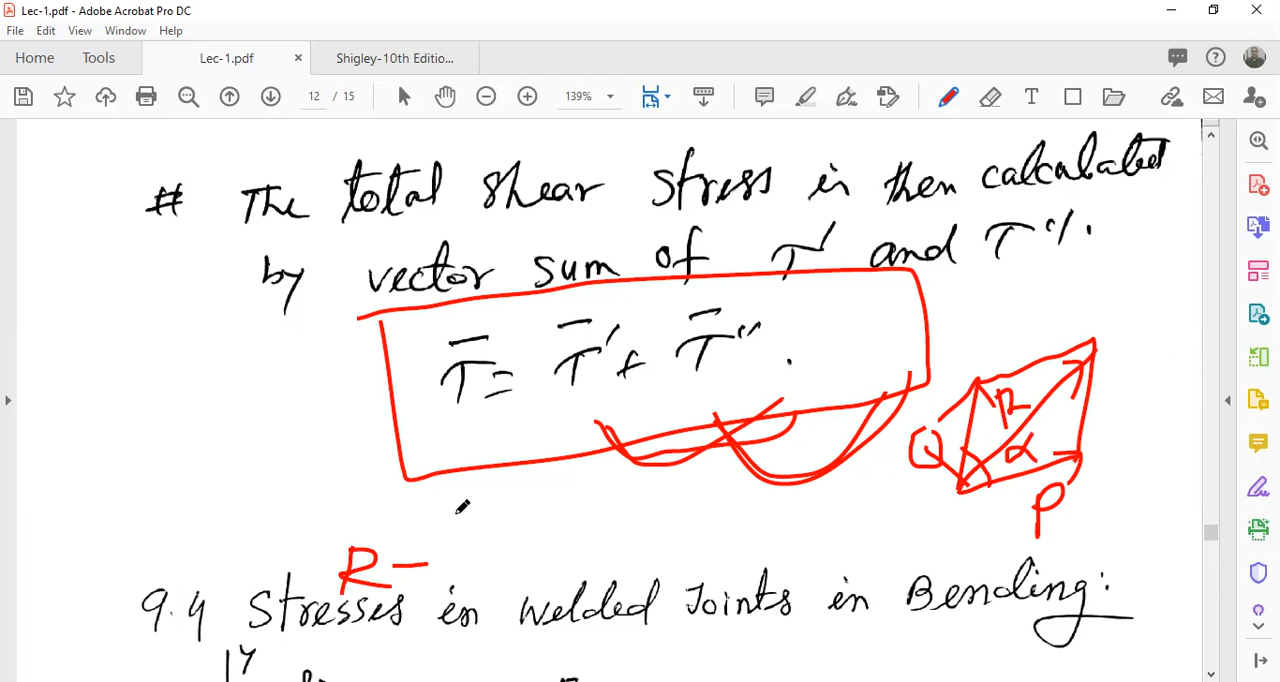 Lec-1.pdf - Adobe Acrobat Pro DC
File Edit View Window Help
Home Tools Lec-1.pdf × Shigley-10th Editio...
12 / 15 139%
# The total shear stress is then calculated
by vector sum of τ′ and τ″.
τ̄ = τ̄′ + τ̄″.
R
Q α
P
R –
9.4 Stresses in Welded Joints in Bending: